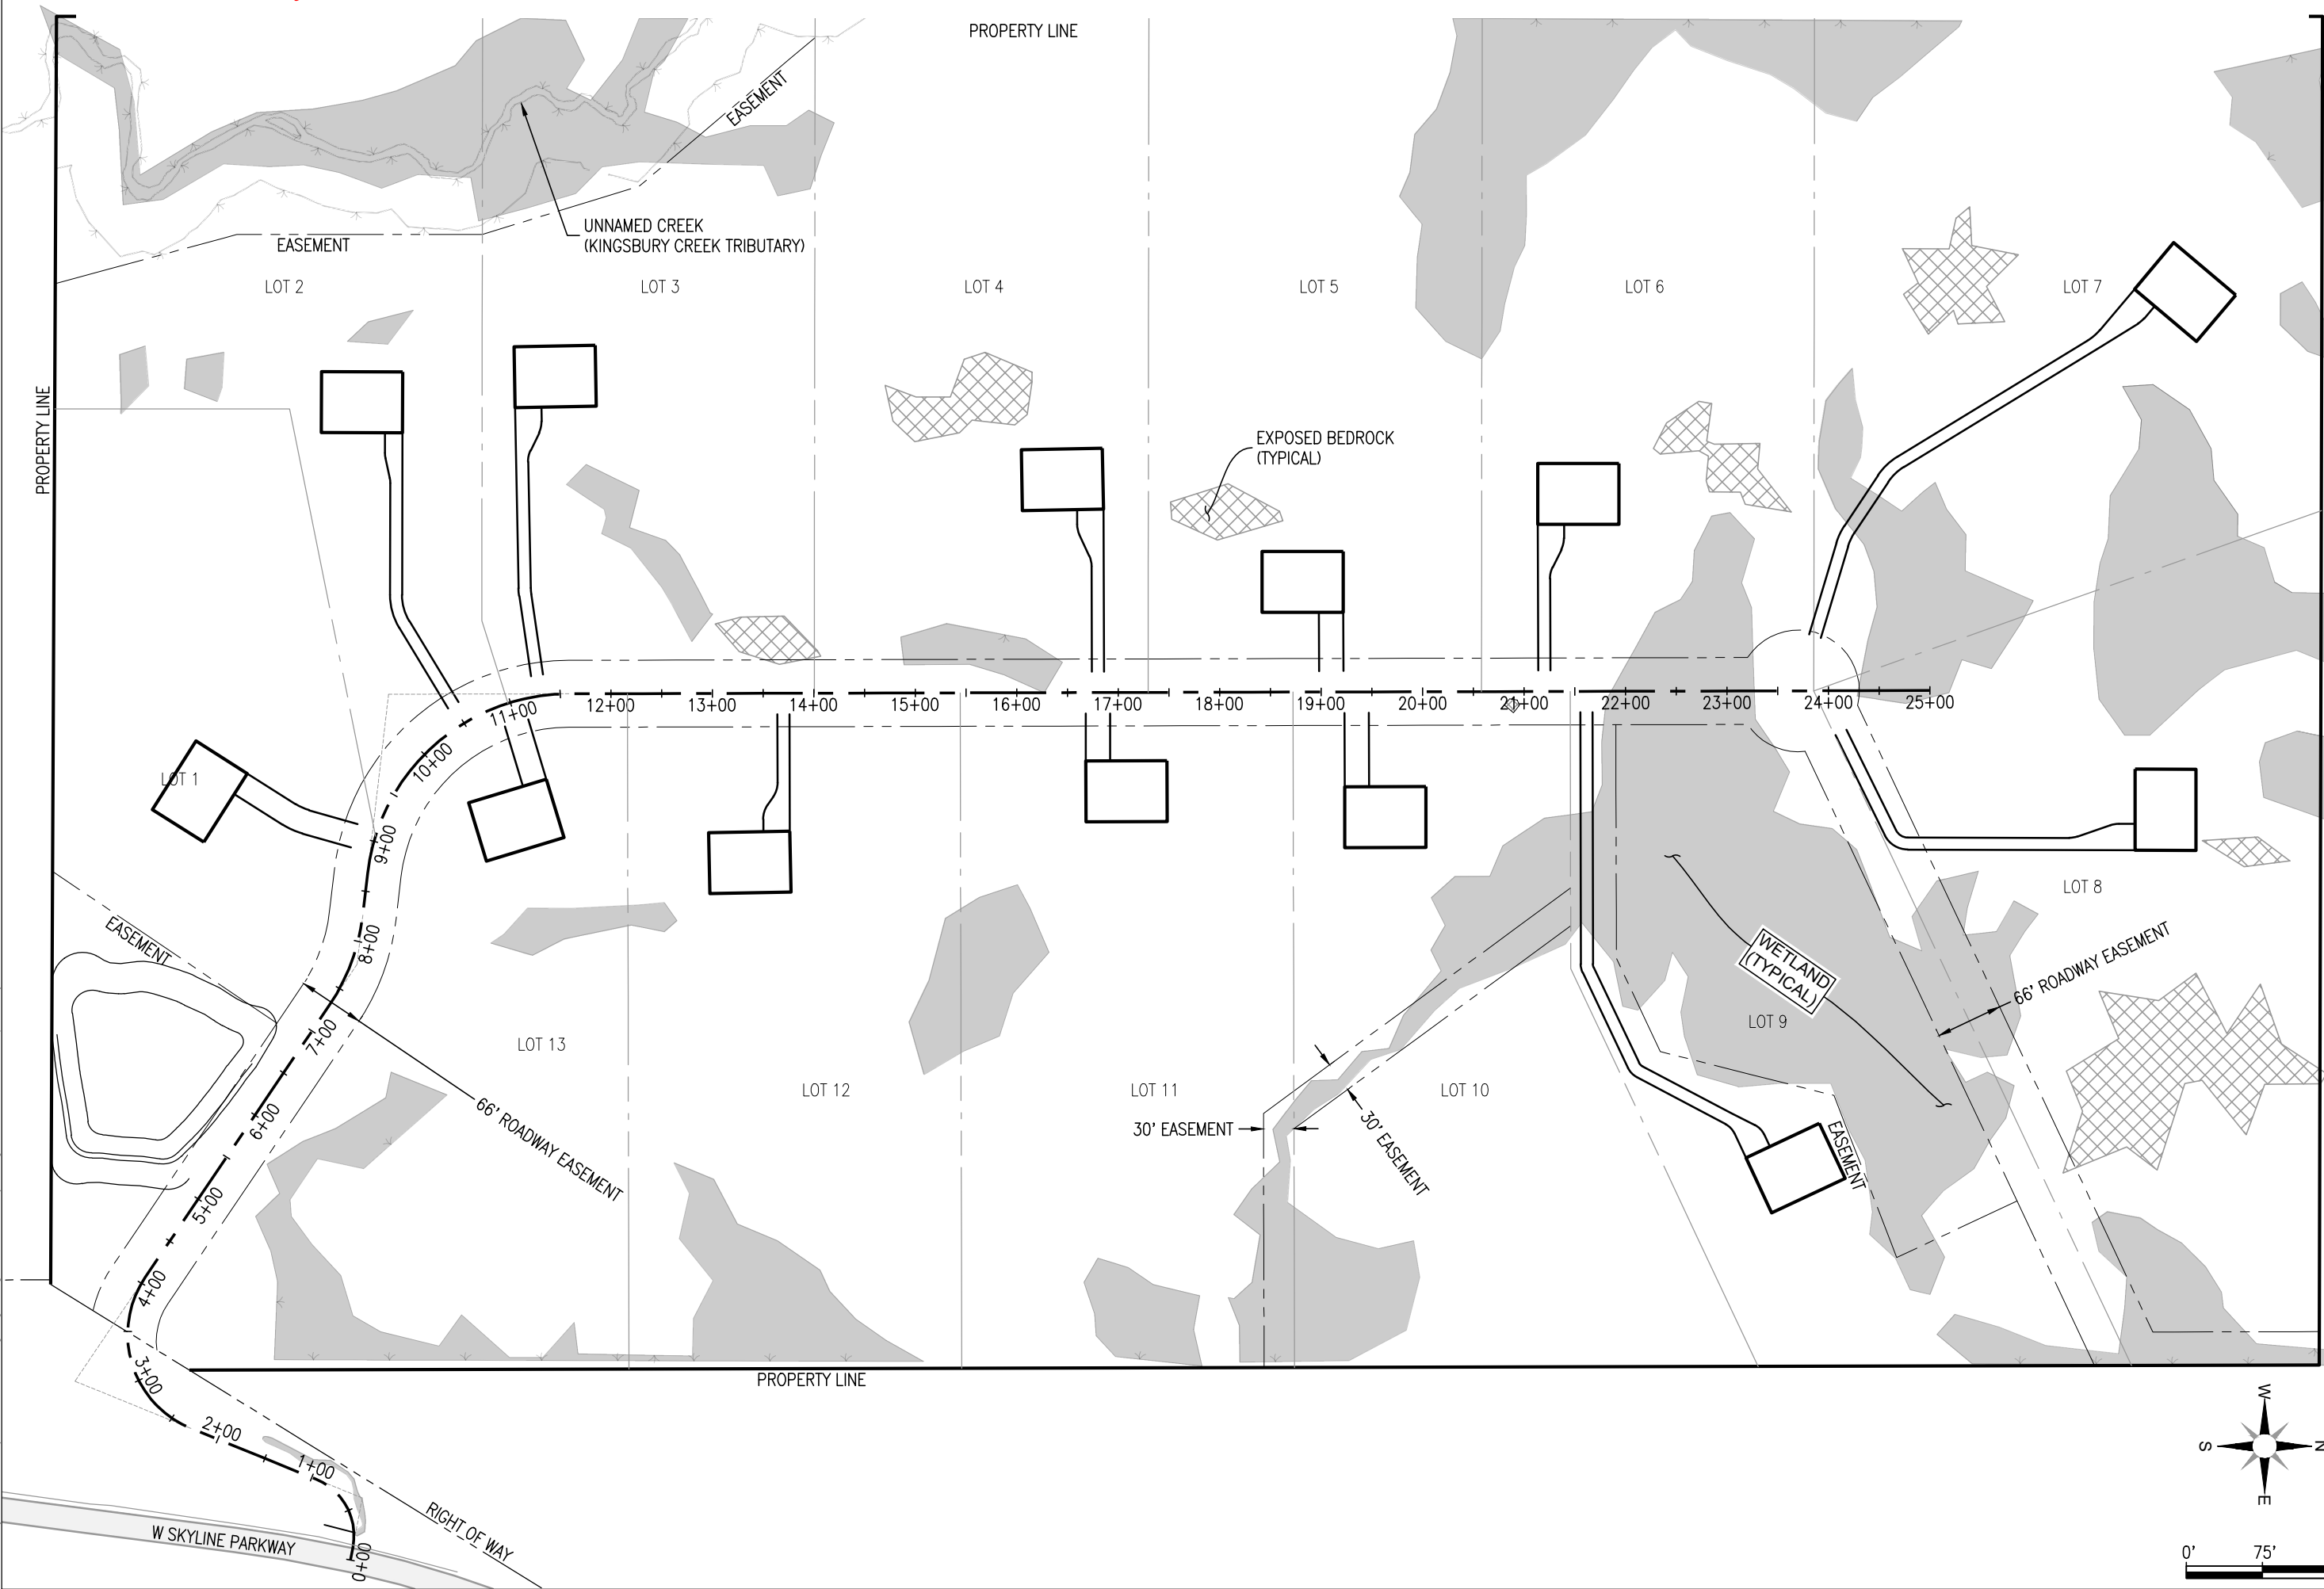 PROPERTY LINE
EASEMENT
UNNAMED CREEK
(KINGSBURY CREEK TRIBUTARY)
EASEMENT
LOT 2
LOT 3
LOT 4
LOT 5
LOT 6
LOT 7
PROPERTY LINE
EXPOSED BEDROCK
(TYPICAL)
11+00
12+00
13+00
14+00
15+00
16+00
17+00
18+00
19+00
20+00
21+00
22+00
23+00
24+00
25+00
10+00
LOT 1
9+00
LOT 8
EASEMENT
8+00
WETLAND
(TYPICAL)
66' ROADWAY EASEMENT
7+00
LOT 9
LOT 13
LOT 12
LOT 11
LOT 10
6+00
66' ROADWAY EASEMENT
30' EASEMENT
30' EASEMENT
EASEMENT
5+00
4+00
3+00
PROPERTY LINE
2+00
1+00
W
S
N
E
RIGHT OF WAY
W SKYLINE PARKWAY
0+00
0'
75'